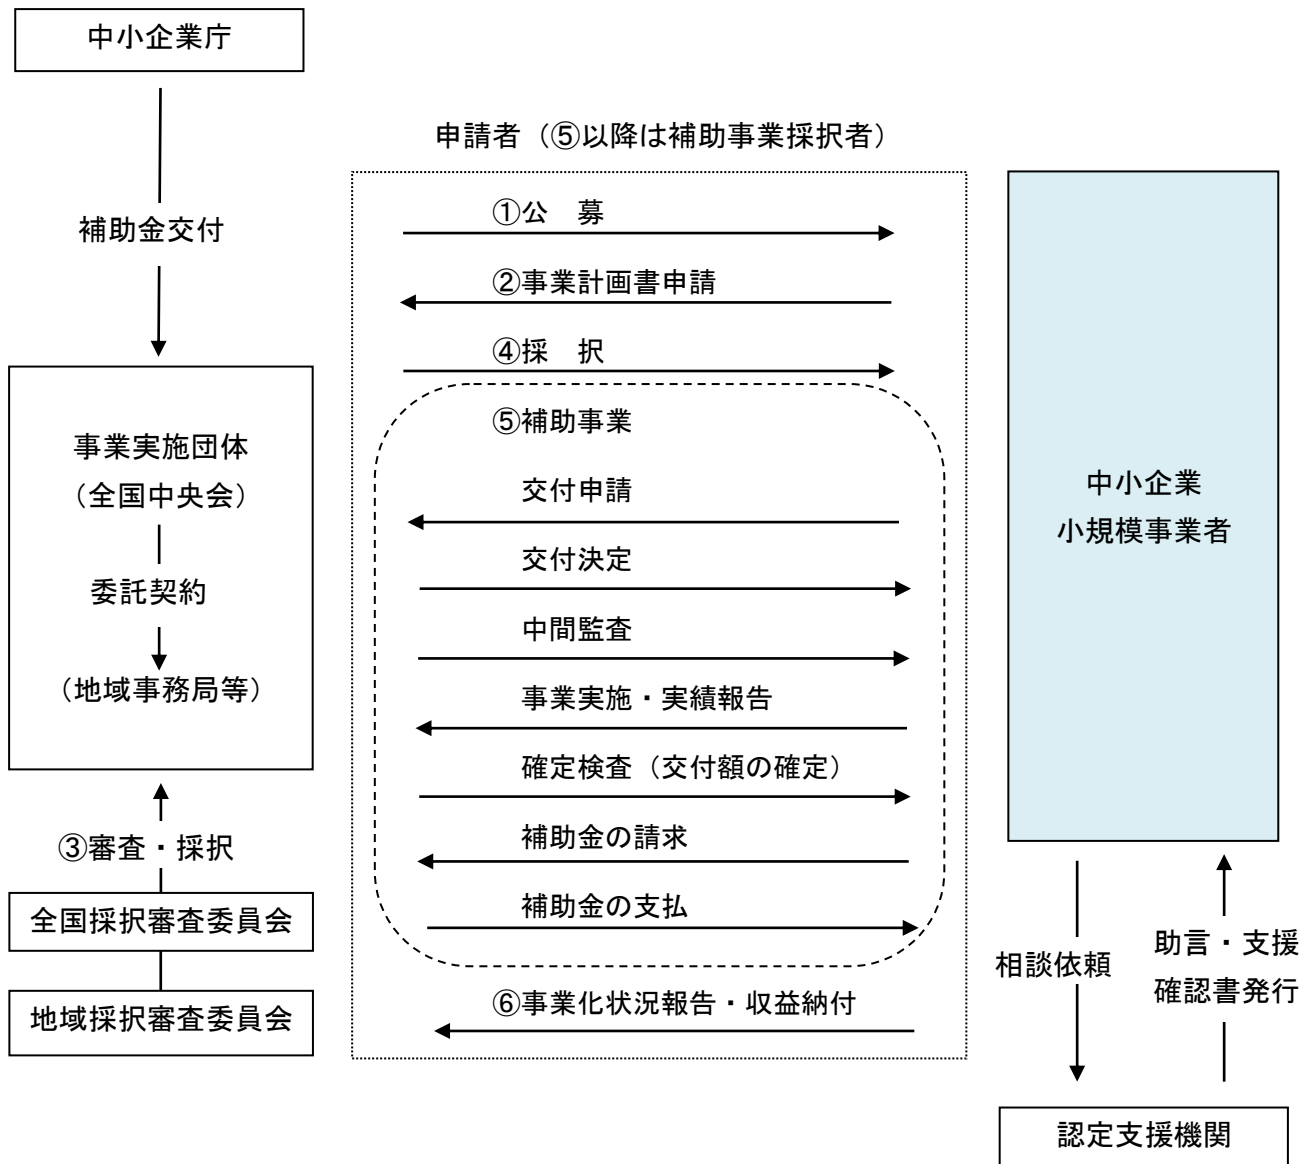 中小企業庁
補助金交付
事業実施団体
（全国中央会）
委託契約
（地域事務局等）
③審査・採択
全国採択審査委員会
地域採択審査委員会
申請者（⑤以降は補助事業採択者）
①公　募
②事業計画書申請
④採　択
⑤補助事業
交付申請
交付決定
中間監査
事業実施・実績報告
確定検査（交付額の確定）
補助金の請求
補助金の支払
⑥事業化状況報告・収益納付
中小企業
小規模事業者
相談依頼
助言・支援
確認書発行
認定支援機関